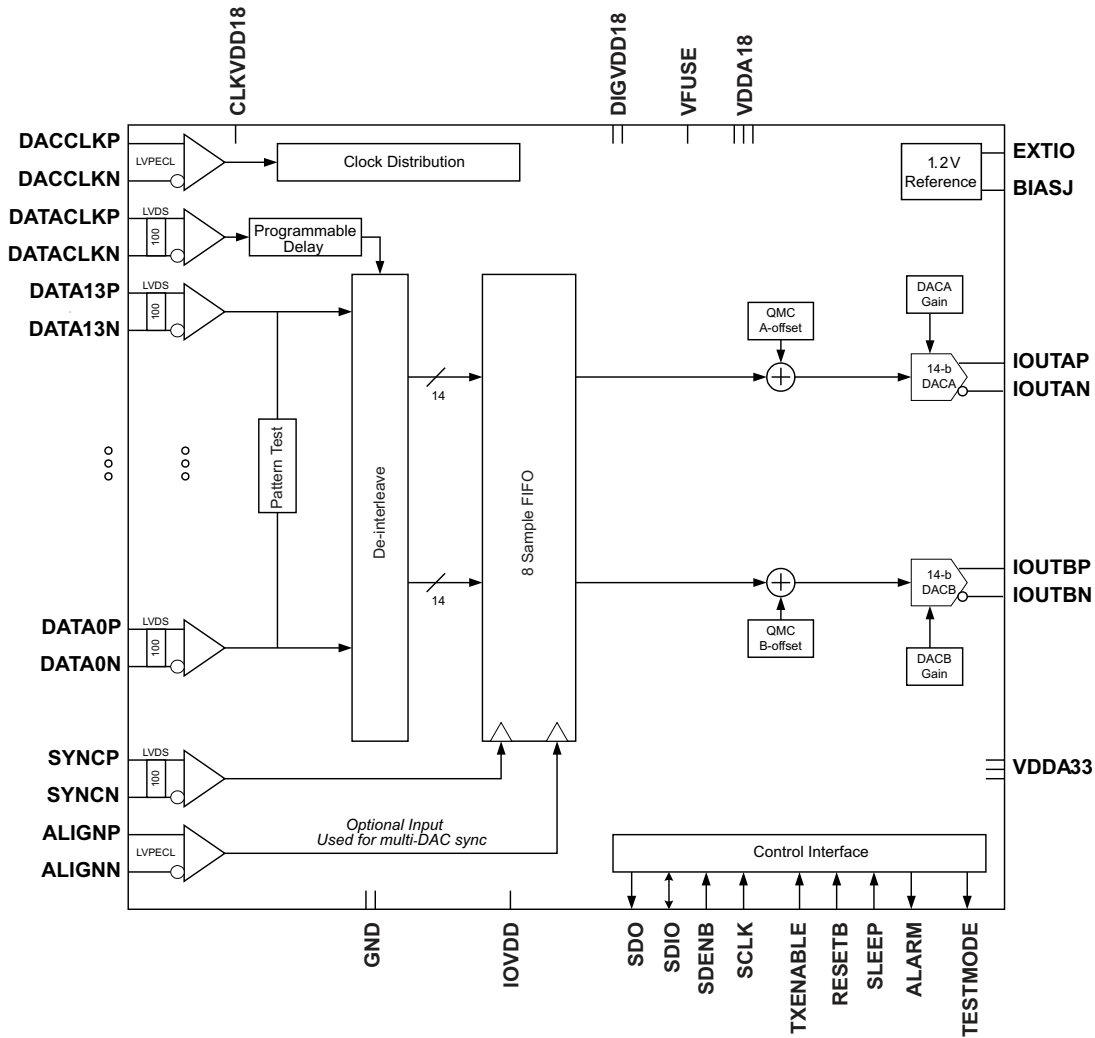 CLKVDD18
DIGVDD18
VFUSE
VDDA18
DACCLKP
LVPECL
DACCLKN
Clock Distribution
1.2 V
Reference
EXTIO
BIASJ
DATACLKP
LVDS
100
DATACLKN
Programmable
Delay
DATA13P
LVDS
100
DATA13N
De-interleave
8 Sample FIFO
QMC
A-offset
DACA
Gain
14
14-b
DACA
IOUTAP
IOUTAN
Pattern Test
14
14-b
DACB
IOUTBP
IOUTBN
QMC
B-offset
DACB
Gain
DATA0P
LVDS
100
DATA0N
SYNCP
LVDS
100
SYNCN
VDDA33
ALIGNP
LVPECL
ALIGNN
Optional Input
Used for multi-DAC sync
Control Interface
GND
IOVDD
SDO
SDIO
SDENB
SCLK
TXENABLE
RESETB
SLEEP
ALARM
TESTMODE